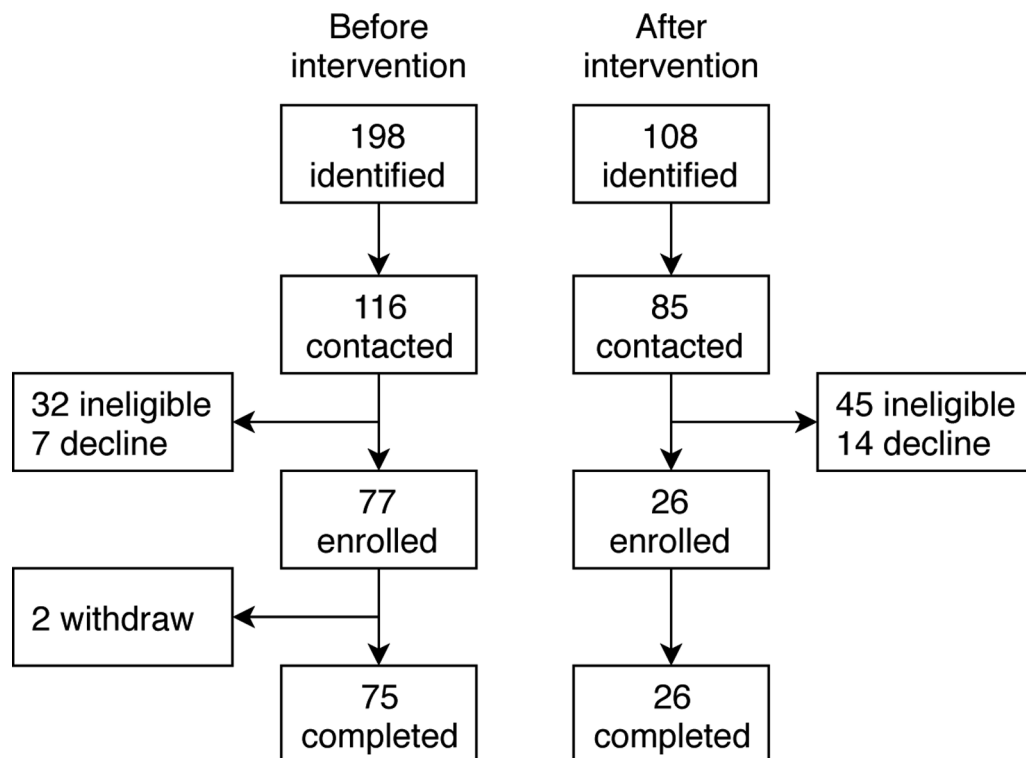 Before
intervention
After
intervention
198
identified
108
identified
116
contacted
85
contacted
32 ineligible
7 decline
45 ineligible
14 decline
77
enrolled
26
enrolled
2 withdraw
75
completed
26
completed